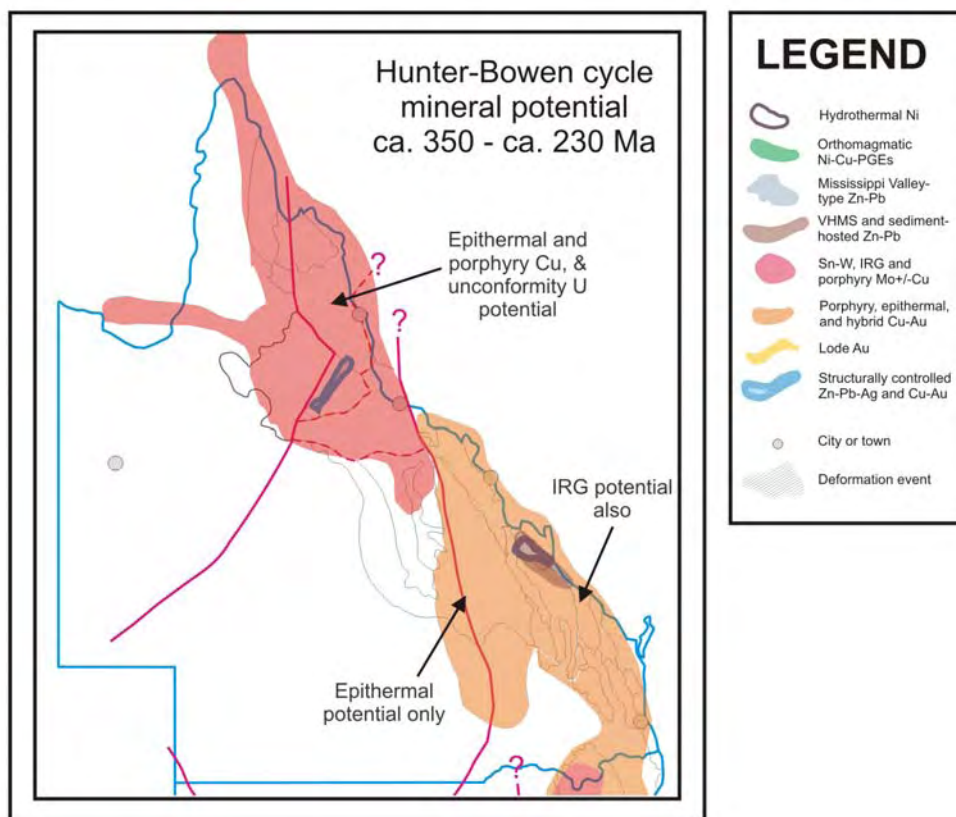 Hunter-Bowen cycle
mineral potential
ca. 350 - ca. 230 Ma
Epithermal and
porphyry Cu, &
unconformity U
potential
?
?
IRG potential
also
Epithermal
potential only
?
LEGEND
Hydrothermal Ni
Orthomagmatic
Ni-Cu-PGEs
Mississippi Valley-
type Zn-Pb
VHMS and sediment-
hosted Zn-Pb
Sn-W, IRG and
porphyry Mo+/-Cu
Porphyry, epithermal,
and hybrid Cu-Au
Lode Au
Structurally controlled
Zn-Pb-Ag and Cu-Au
City or town
Deformation event